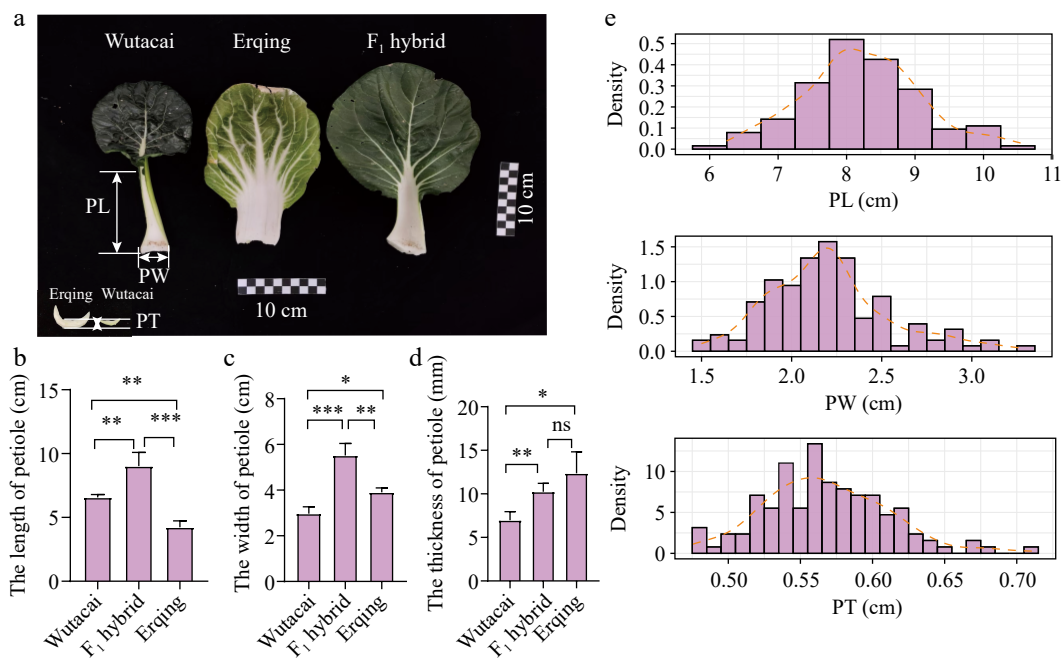 a
Wutacai Erqing F₁ hybrid
PL
PW
10 cm
10 cm
Erqing Wutacai
PT
b
The length of petiole (cm)
15
10
5
0
**
** ***
Wutacai
F₁ hybrid
Erqing
c
The width of petiole (cm)
8
6
4
2
0
*
*** **
Wutacai
F₁ hybrid
Erqing
d
The thickness of petiole (mm)
20
15
10
5
0
*
ns
**
Wutacai
F₁ hybrid
Erqing
e
Density
0.5
0.4
0.3
0.2
0.1
0.0
6 7 8 9 10 11
PL (cm)
Density
1.5
1.0
0.5
0.0
1.5 2.0 2.5 3.0
PW (cm)
Density
10
5
0
0.50 0.55 0.60 0.65 0.70
PT (cm)